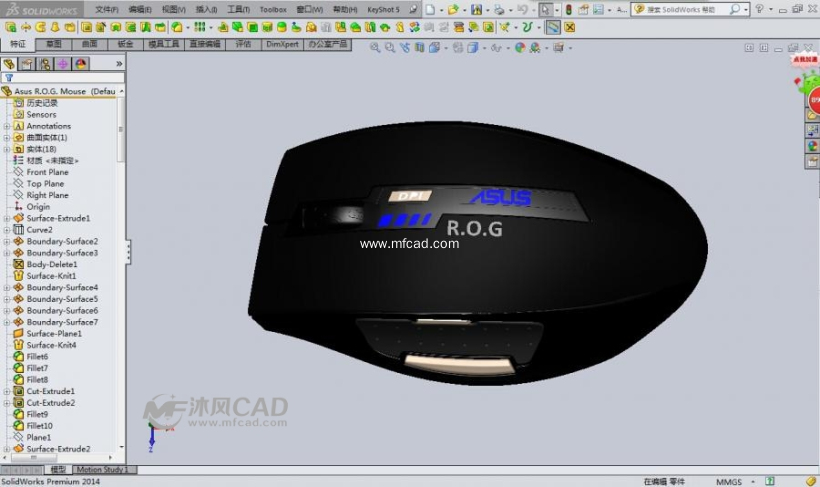 SOLIDWORKS 文件(F) 编辑(E) 视图(V) 插入(I) 工具(T) Toolbox 窗口(W) 帮助(H) KeyShot 5 A... 搜索 SolidWorks 帮助
特征 草图 曲面 钣金 模具工具 直接编辑 评估 DimXpert 办公室产品
点我加速
Asus R.O.G. Mouse (Defau
历史记录
Sensors
Annotations
曲面实体(1)
实体(18)
材质 <未指定>
Front Plane
Top Plane
Right Plane
Origin
Surface-Extrude1
Curve2
Boundary-Surface2
Boundary-Surface3
Body-Delete1
Surface-Knit1
Boundary-Surface4
Boundary-Surface5
Boundary-Surface6
Boundary-Surface7
Surface-Plane1
Surface-Knit4
Fillet6
Fillet7
Fillet8
Cut-Extrude1
Cut-Extrude2
Fillet9
Fillet10
Plane1
Surface-Extrude2
DPI ASUS
R.O.G
www.mfcad.com
MF沐风CAD
www.mfcad.com
模型 Motion Study 1
SolidWorks Premium 2014 在编辑 零件 MMGS